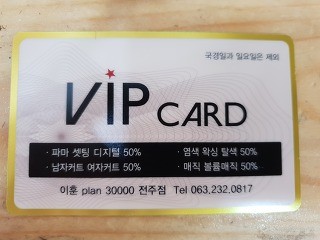 국경일과 일요일은 제외
VIP CARD
· 파마 셋팅 디지털 50% · 염색 왁싱 탈색 50%
· 남자커트 여자커트 50% · 매직 볼륨매직 50%
이훈 plan 30000 전주점 Tel 063.232.0817